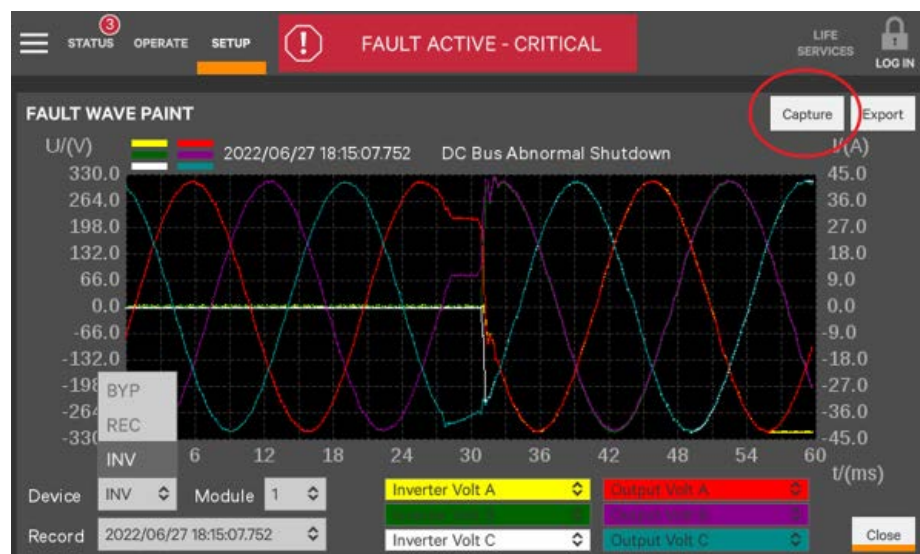 3
STATUS OPERATE SETUP ! FAULT ACTIVE - CRITICAL LIFE SERVICES 1 LOG IN
FAULT WAVE PAINT Capture Export
U/(V) 2022/06/27 18:15:07.752 DC Bus Abnormal Shutdown I/(A)
330.0 45.0
264.0 36.0
198.0 27.0
132.0 18.0
66.0 9.0
0.0 0.0
-66.0 -9.0
-132.0 -18.0
-198 BYP -27.0
-264 REC -36.0
-330 -45.0
INV 6 12 18 24 30 36 42 48 54 60
t/(ms)
Device INV Module 1 Inverter Volt A Output Volt A
Record 2022/06/27 18:15:07.752 Inverter Volt C Output Volt C Close